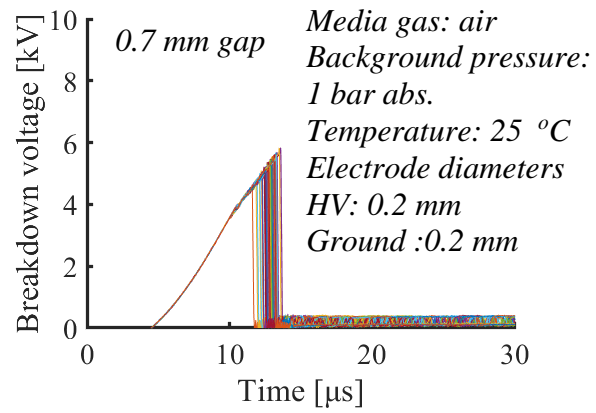 10
8
6
4
2
0
Breakdown voltage [kV]
0.7 mm gap
Media gas: air
Background pressure:
1 bar abs.
Temperature: 25 °C
Electrode diameters
HV: 0.2 mm
Ground :0.2 mm
0 10 20 30
Time [μs]